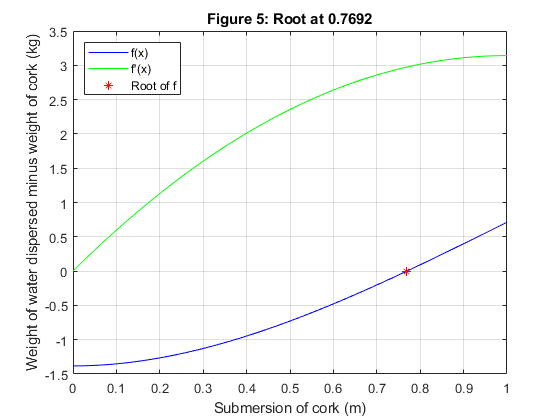 Figure 5: Root at 0.7692
Weight of water dispersed minus weight of cork (kg)
3.5
3
2.5
2
1.5
1
0.5
0
-0.5
-1
-1.5
f(x)
f'(x)
Root of f
0 0.1 0.2 0.3 0.4 0.5 0.6 0.7 0.8 0.9 1
Submersion of cork (m)